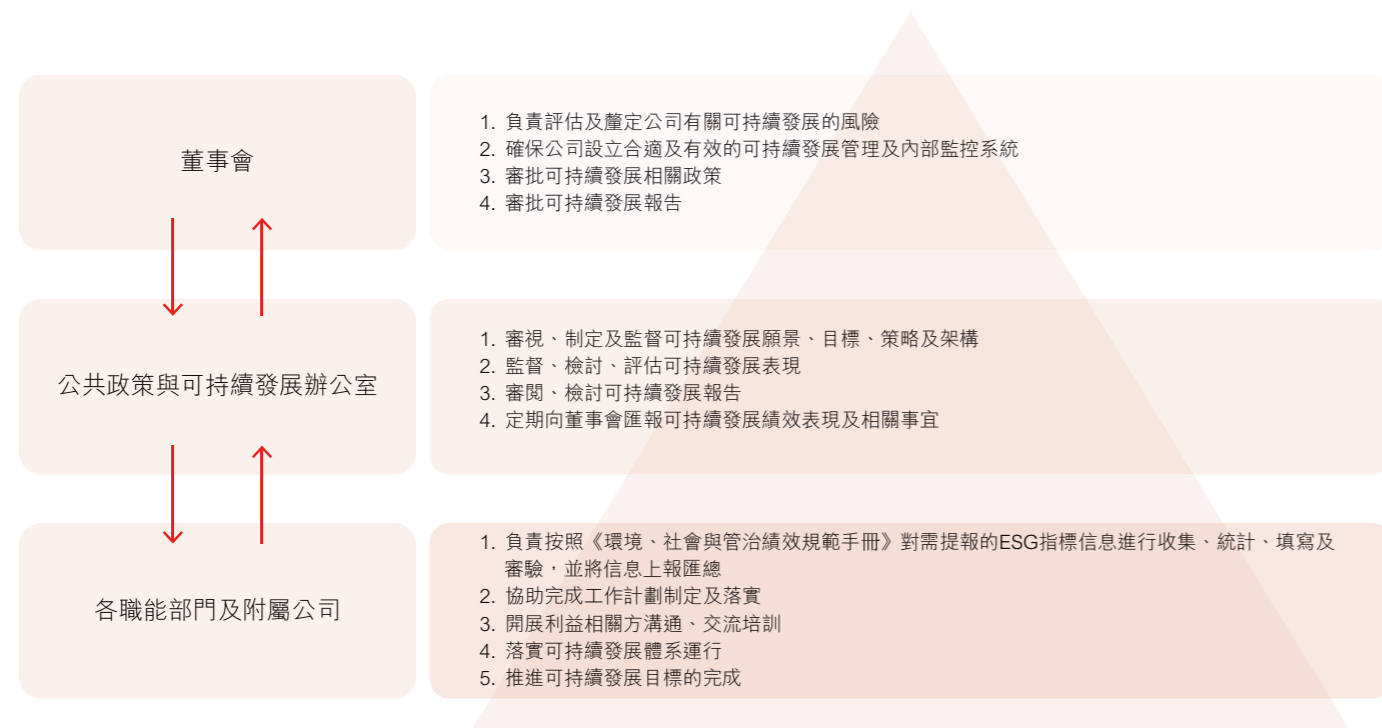 董事會
1. 負責評估及釐定公司有關可持續發展的風險
2. 確保公司設立合適及有效的可持續發展管理及內部監控系統
3. 審批可持續發展相關政策
4. 審批可持續發展報告
公共政策與可持續發展辦公室
1. 審視、制定及監督可持續發展願景、目標、策略及架構
2. 監督、檢討、評估可持續發展表現
3. 審閱、檢討可持續發展報告
4. 定期向董事會匯報可持續發展績效表現及相關事宜
各職能部門及附屬公司
1. 負責按照《環境、社會與管治績效規範手冊》對需提報的ESG指標信息進行收集、統計、填寫及
審驗，並將信息上報匯總
2. 協助完成工作計劃制定及落實
3. 開展利益相關方溝通、交流培訓
4. 落實可持續發展體系運行
5. 推進可持續發展目標的完成